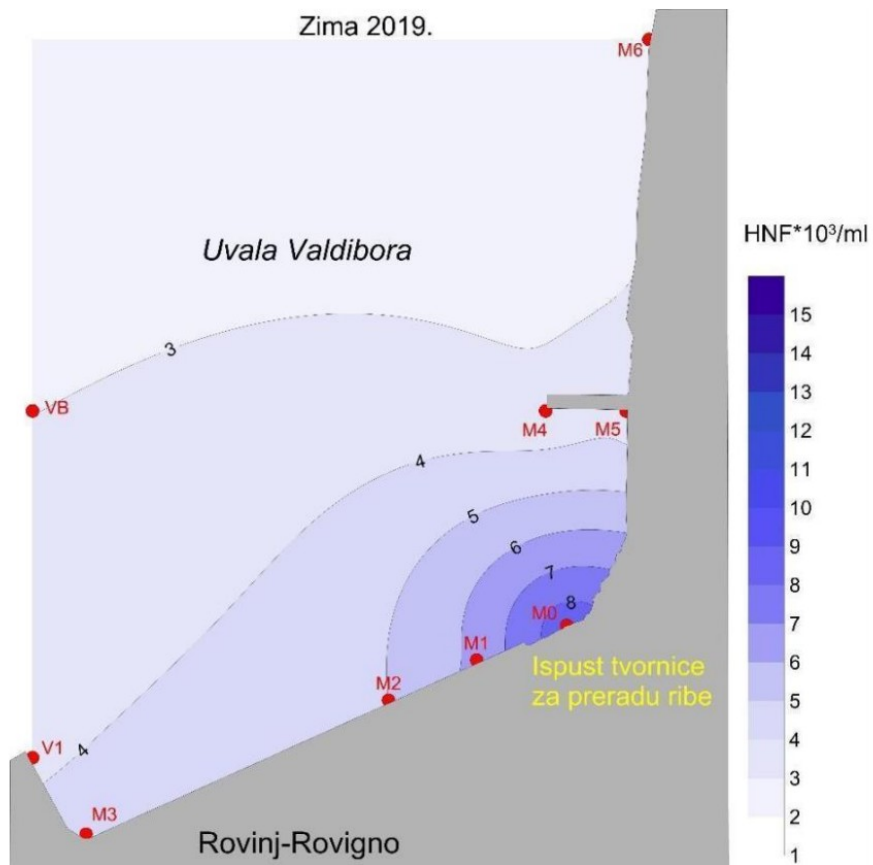 Zima 2019.
M6
Uvala Valdibora
HNF*10³/ml
3
VB
M4
M5
4
5
6
7
8
M0
M1
M2
Ispust tvornice
za preradu ribe
V1
4
M3
Rovinj-Rovigno
15
14
13
12
11
10
9
8
7
6
5
4
3
2
1